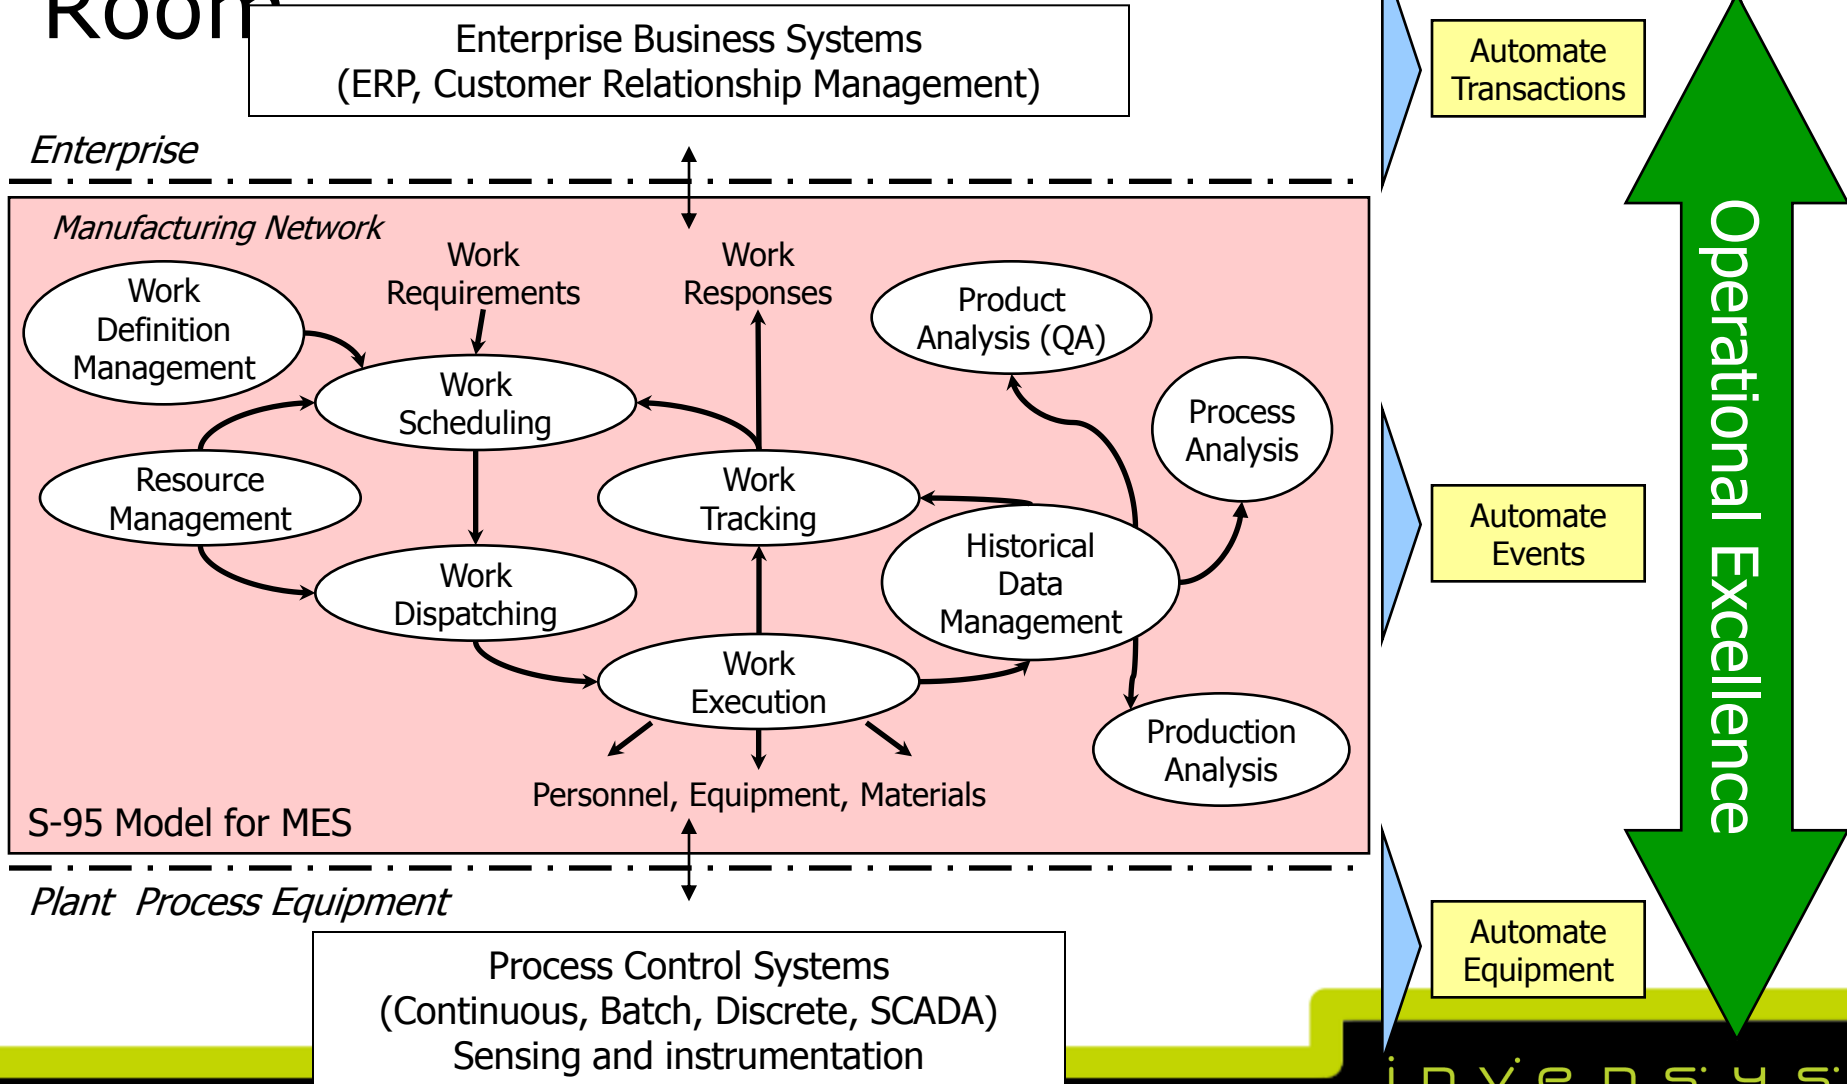 Room
Enterprise Business Systems
(ERP, Customer Relationship Management)
Automate
Transactions
Enterprise
Manufacturing Network
Work
Definition
Management
Work
Requirements
Work
Responses
Product
Analysis (QA)
Work
Scheduling
Process
Analysis
Resource
Management
Work
Tracking
Historical
Data
Management
Work
Dispatching
Work
Execution
Production
Analysis
Personnel, Equipment, Materials
S-95 Model for MES
Automate
Events
Operational Excellence
Plant Process Equipment
Process Control Systems
(Continuous, Batch, Discrete, SCADA)
Sensing and instrumentation
Automate
Equipment
invensys